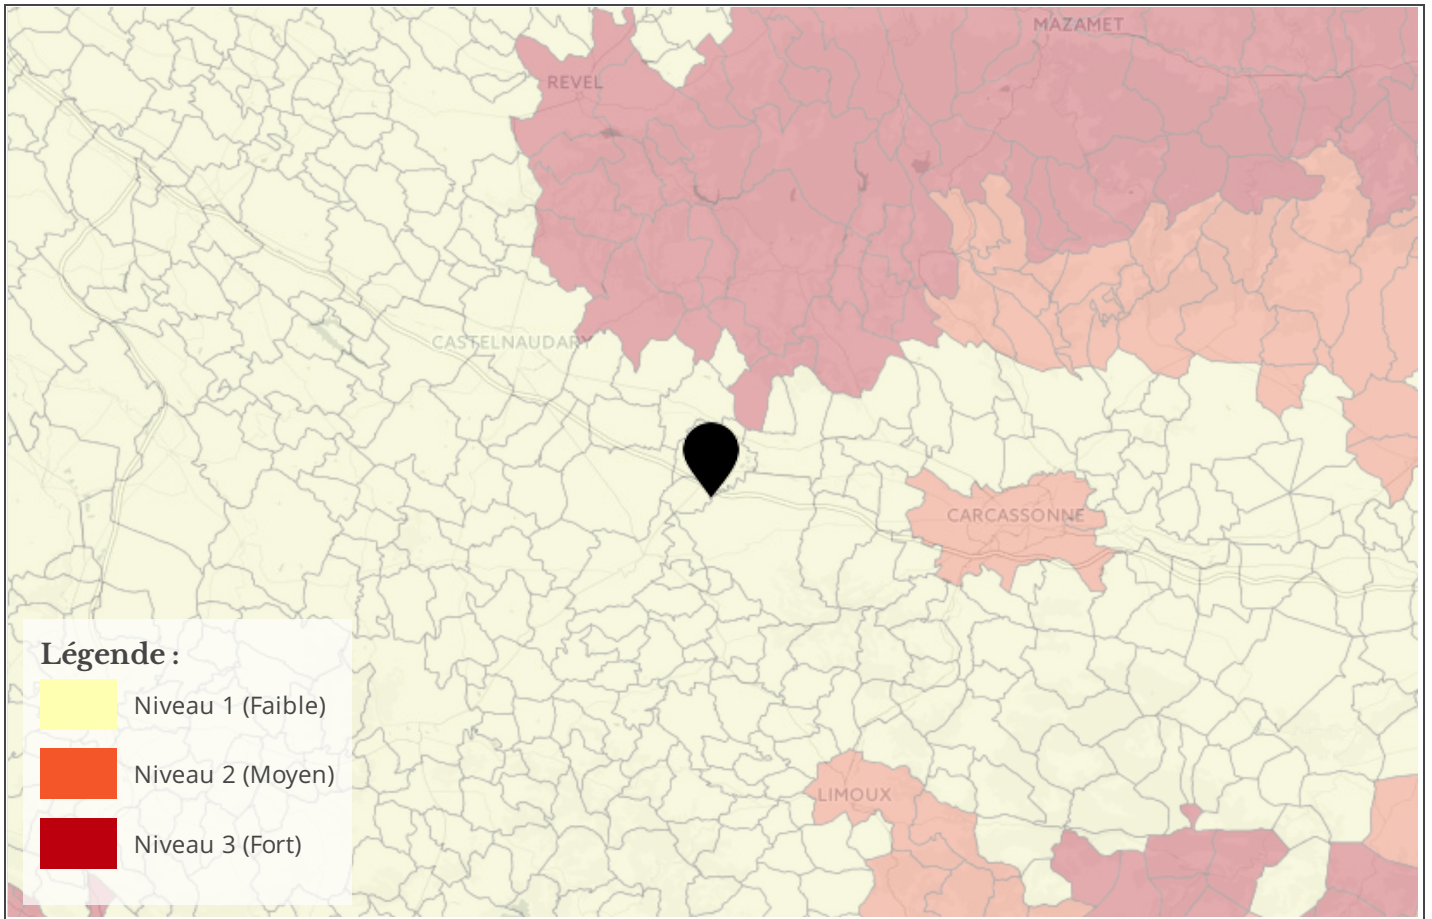 MAZAMET
REVEL
CASTELNAUDARY
CARCASSONNE
LIMOUX
Légende :
Niveau 1 (Faible)
Niveau 2 (Moyen)
Niveau 3 (Fort)